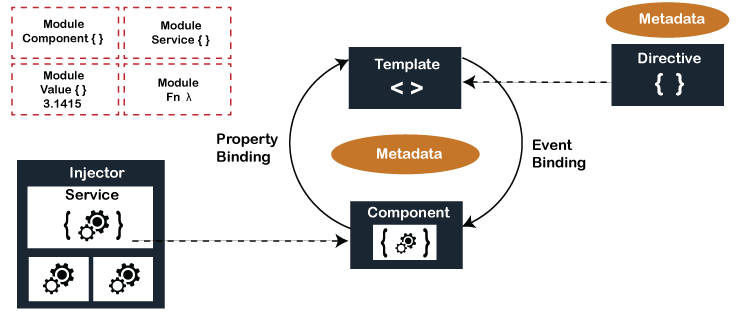 Module
Component { }
Module
Service { }
Module
Value { }
3.1415
Module
Fn λ
Metadata
Template
< >
Directive
{ }
Property
Binding
Metadata
Event
Binding
Injector
Service
{ }
Component
{ }